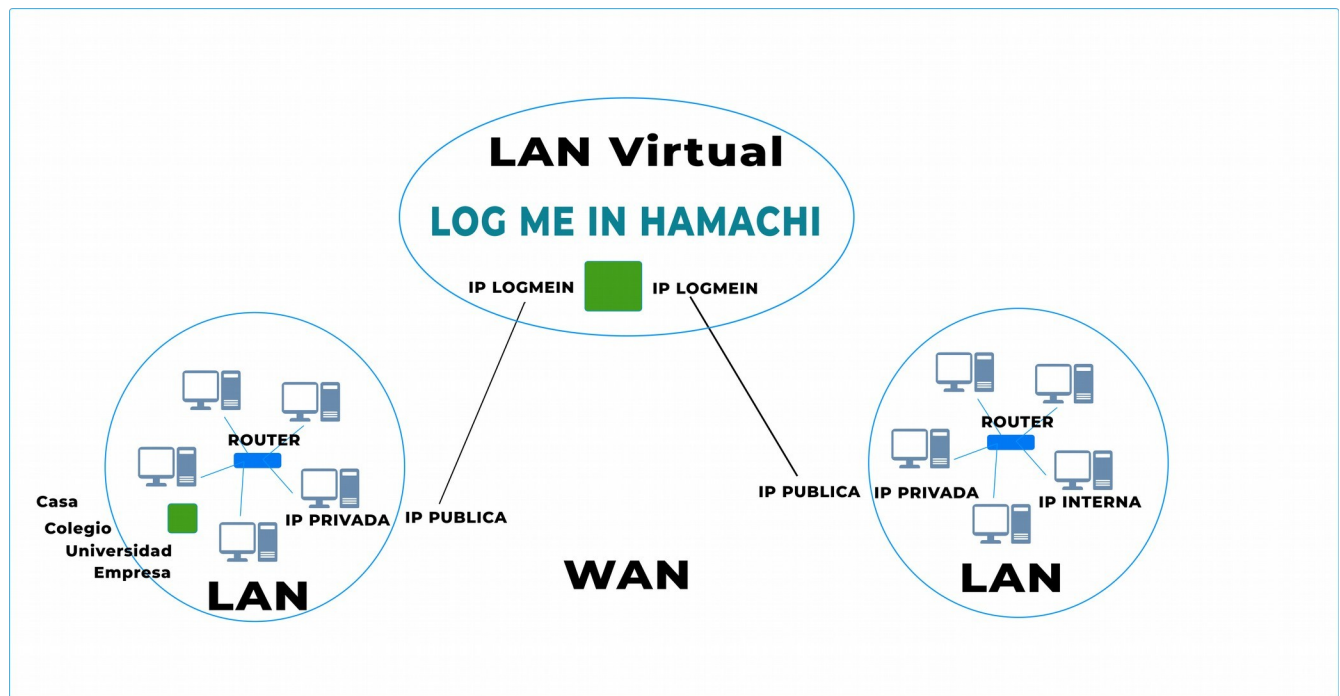 LAN Virtual
LOG ME IN HAMACHI
IP LOGMEIN
IP LOGMEIN
ROUTER
Casa
Colegio
Universidad
Empresa
IP PRIVADA
IP PUBLICA
LAN
WAN
ROUTER
IP PUBLICA
IP PRIVADA
IP INTERNA
LAN